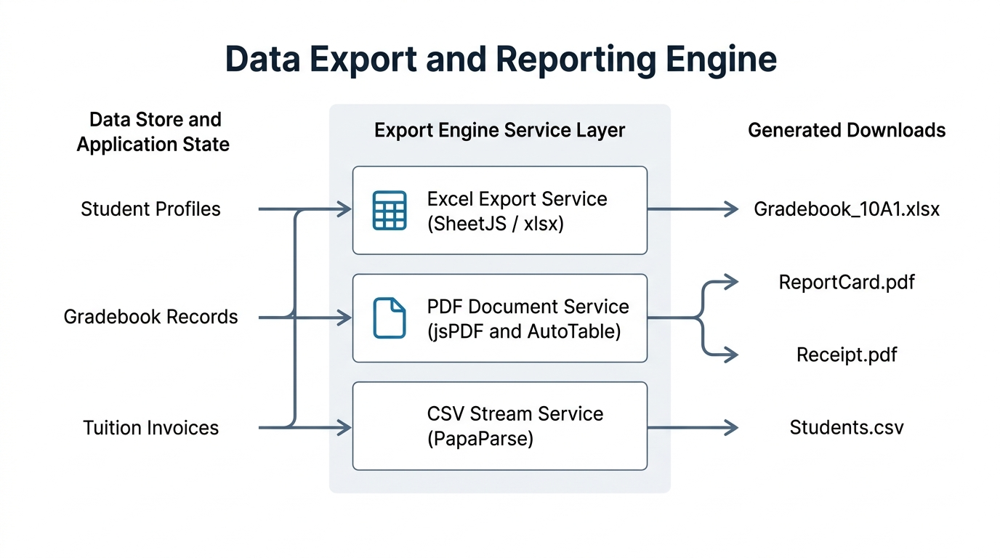 Data Export and Reporting Engine
Data Store and
Application State
Student Profiles
Gradebook Records
Tuition Invoices
Export Engine Service Layer
Excel Export Service
(SheetJS / xlsx)
PDF Document Service
(jsPDF and AutoTable)
CSV Stream Service
(PapaParse)
Generated Downloads
Gradebook_10A1.xlsx
ReportCard.pdf
Receipt.pdf
Students.csv